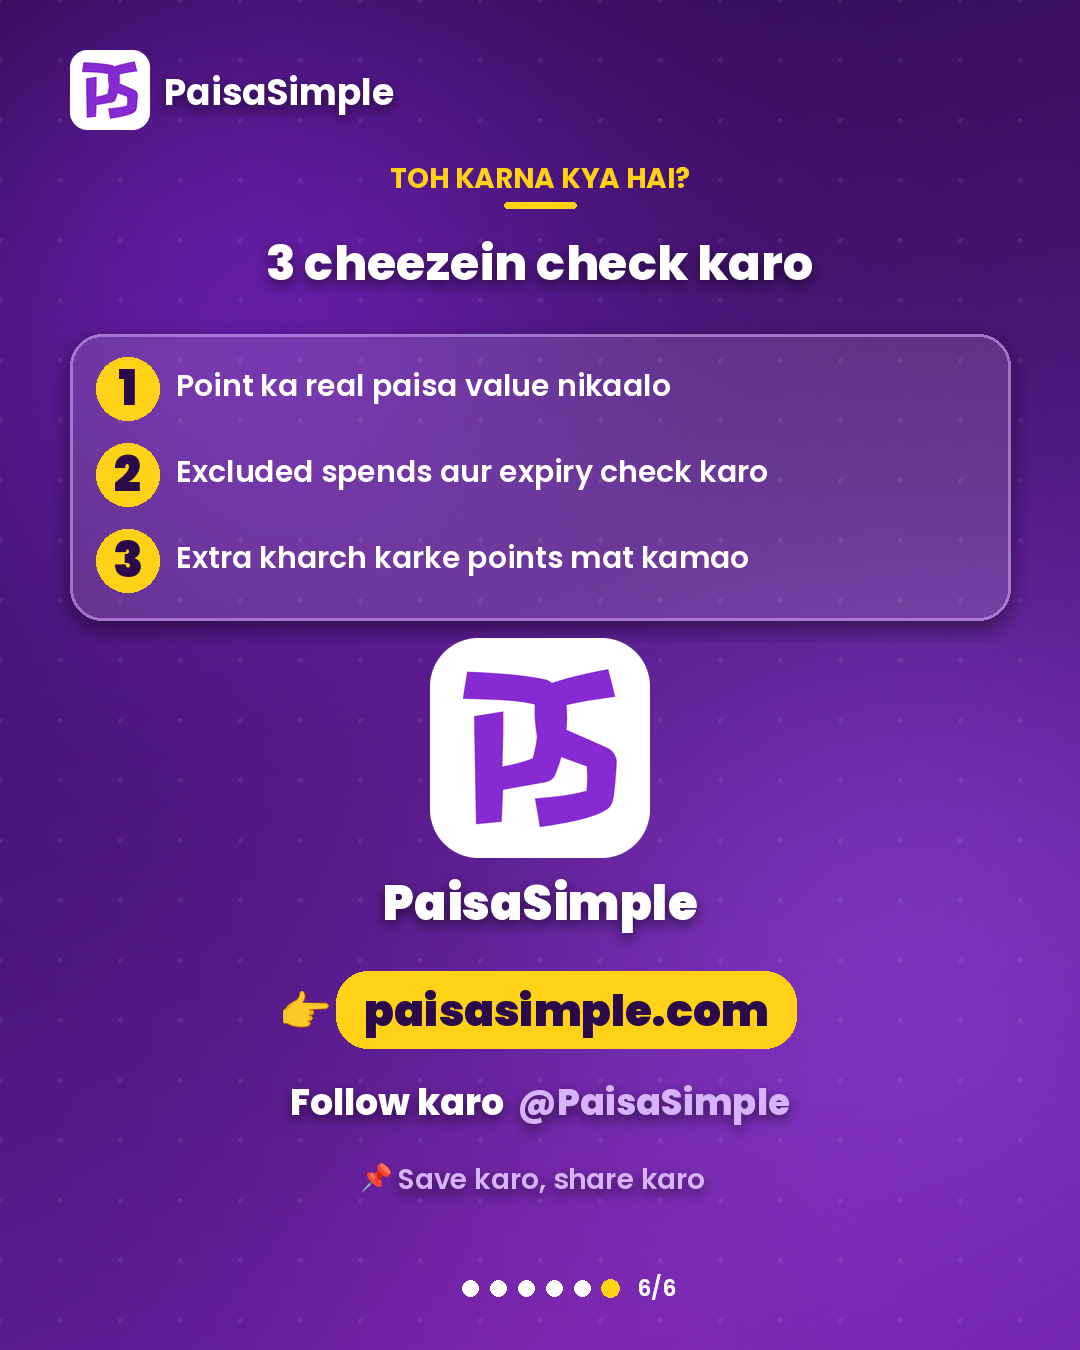 PS PaisaSimple
TOH KARNA KYA HAI?
3 cheezein check karo
1 Point ka real paisa value nikaalo
2 Excluded spends aur expiry check karo
3 Extra kharch karke points mat kamao
PS
PaisaSimple
👉 paisasimple.com
Follow karo @PaisaSimple
📌 Save karo, share karo
6/6